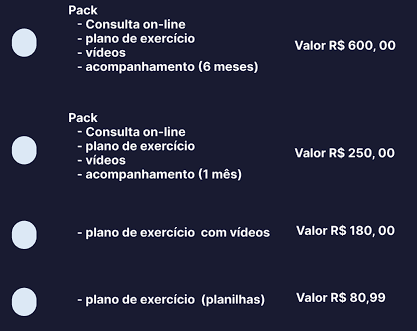 Pack
- Consulta on-line
- plano de exercício
- vídeos
- acompanhamento (6 meses)
Valor R$ 600, 00
Pack
- Consulta on-line
- plano de exercício
- vídeos
- acompanhamento (1 mês)
Valor R$ 250, 00
- plano de exercício  com vídeos
Valor R$ 180, 00
- plano de exercício  (planilhas)
Valor R$ 80,99